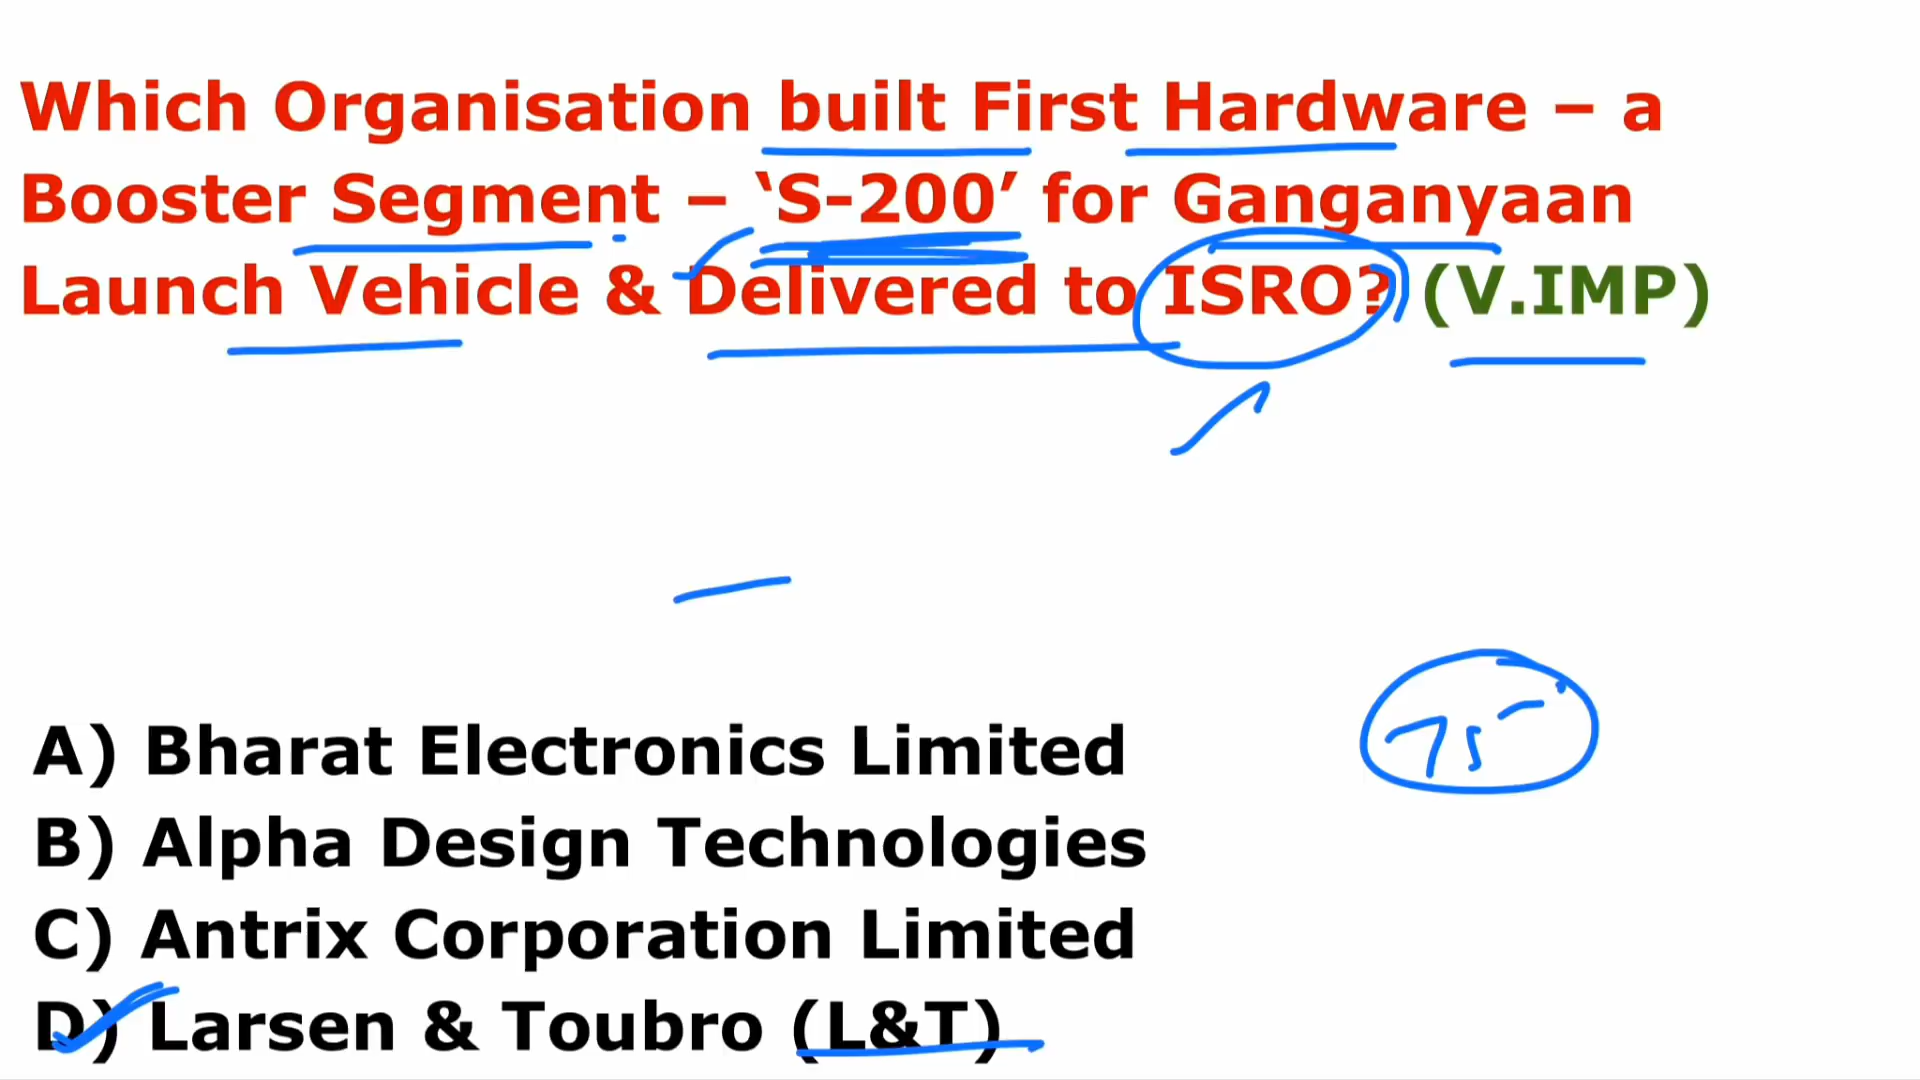 Which Organisation built First Hardware – a
Booster Segment – ‘S-200’ for Ganganyaan
Launch Vehicle & Delivered to ISRO? (V.IMP)
75
A) Bharat Electronics Limited
B) Alpha Design Technologies
C) Antrix Corporation Limited
D) Larsen & Toubro (L&T)